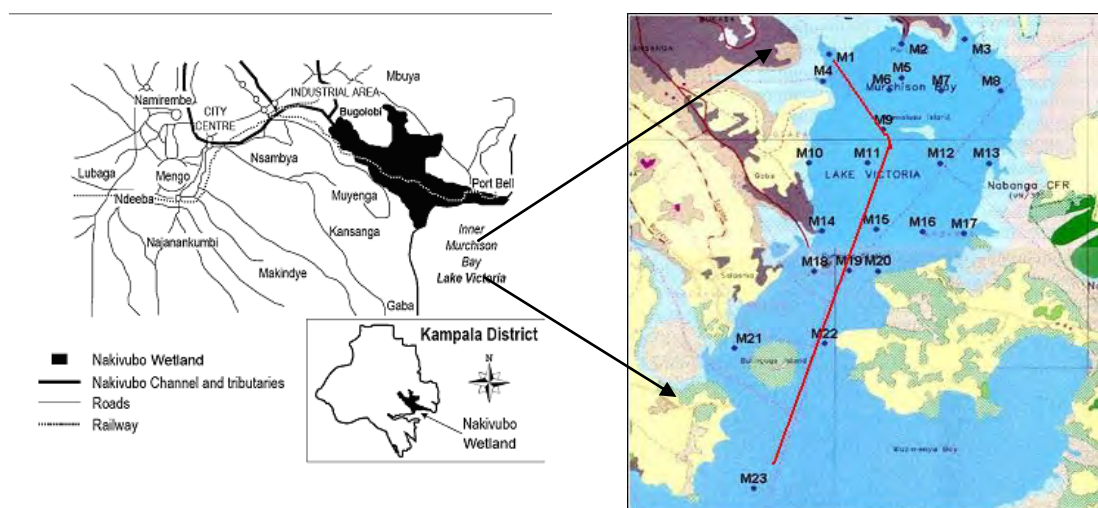 Mbuya
INDUSTRIAL AREA
Namirembe
CITY
CENTRE
Bugolobi
Nsambya
Lubaga
Mengo
Port Bell
Ndeeba
Muyenga
Najanankumbi
Kansanga
Inner
Murchison
Bay
Lake Victoria
Makindye
Gaba
Kampala District
N
Nakivubo
Wetland
Nakivubo Wetland
Nakivubo Channel and tributaries
Roads
Railway
M1
M2
M3
M4
M5
M6
M7
M8
Murchison Bay
M9
M10
M11
M12
M13
LAKE VICTORIA
Gaba
Nabanga CFR
M14
M15
M16
M17
M18
M19
M20
M21
M22
M23